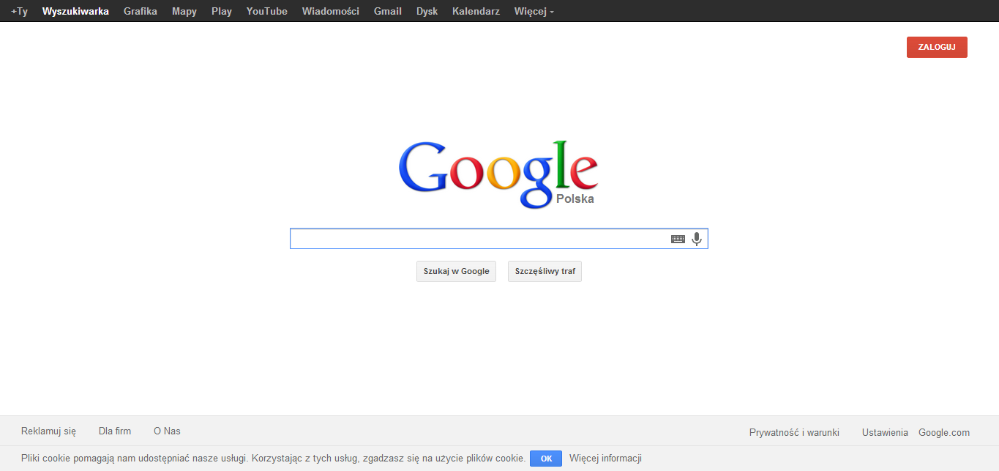 +Ty Wyszukiwarka Grafika Mapy Play YouTube Wiadomości Gmail Dysk Kalendarz Więcej
ZALOGUJ
Google
Polska
Szukaj w Google Szczęśliwy traf
Reklamuj się Dla firm O Nas Prywatność i warunki Ustawienia Google.com
Pliki cookie pomagają nam udostępniać nasze usługi. Korzystając z tych usług, zgadzasz się na użycie plików cookie. OK Więcej informacji